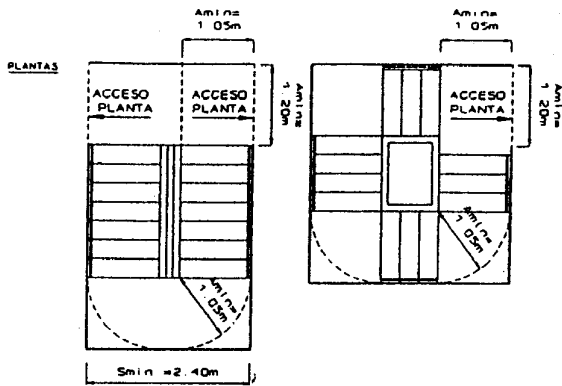 Amin=
1.05m
Amin=
1.05m
PLANTAS
ACCESO
PLANTA
ACCESO
PLANTA
Amin=
1.20m
ACCESO
PLANTA
Amin=
1.20m
Amin=
1.05m
Amin=
1.05m
Smin =2.40m